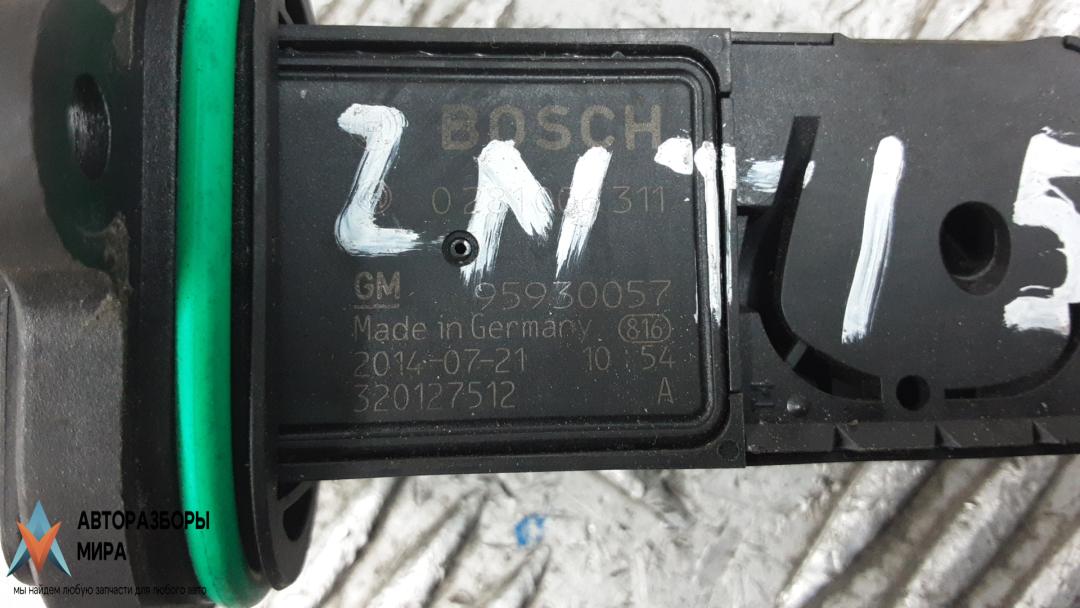 BOSCH
311
GM 95930057
Made in Germany 816
2014-07-21 10:54
320127512 A
АВТОРАЗБОРЫ
МИРА
мы найдем любую запчасти для любого авто